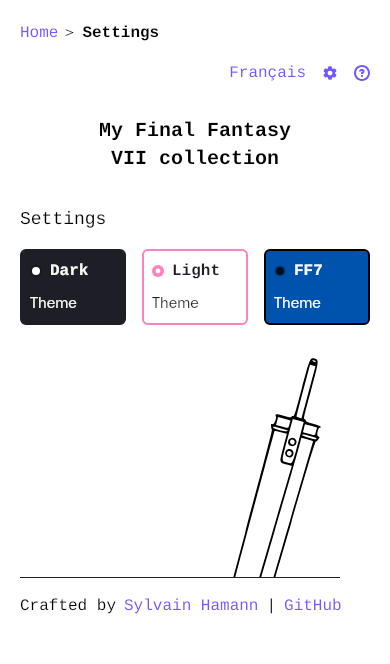 Home > Settings
Français
My Final Fantasy
VII collection
Settings
Dark Light FF7
Theme Theme Theme
Crafted by Sylvain Hamann | GitHub